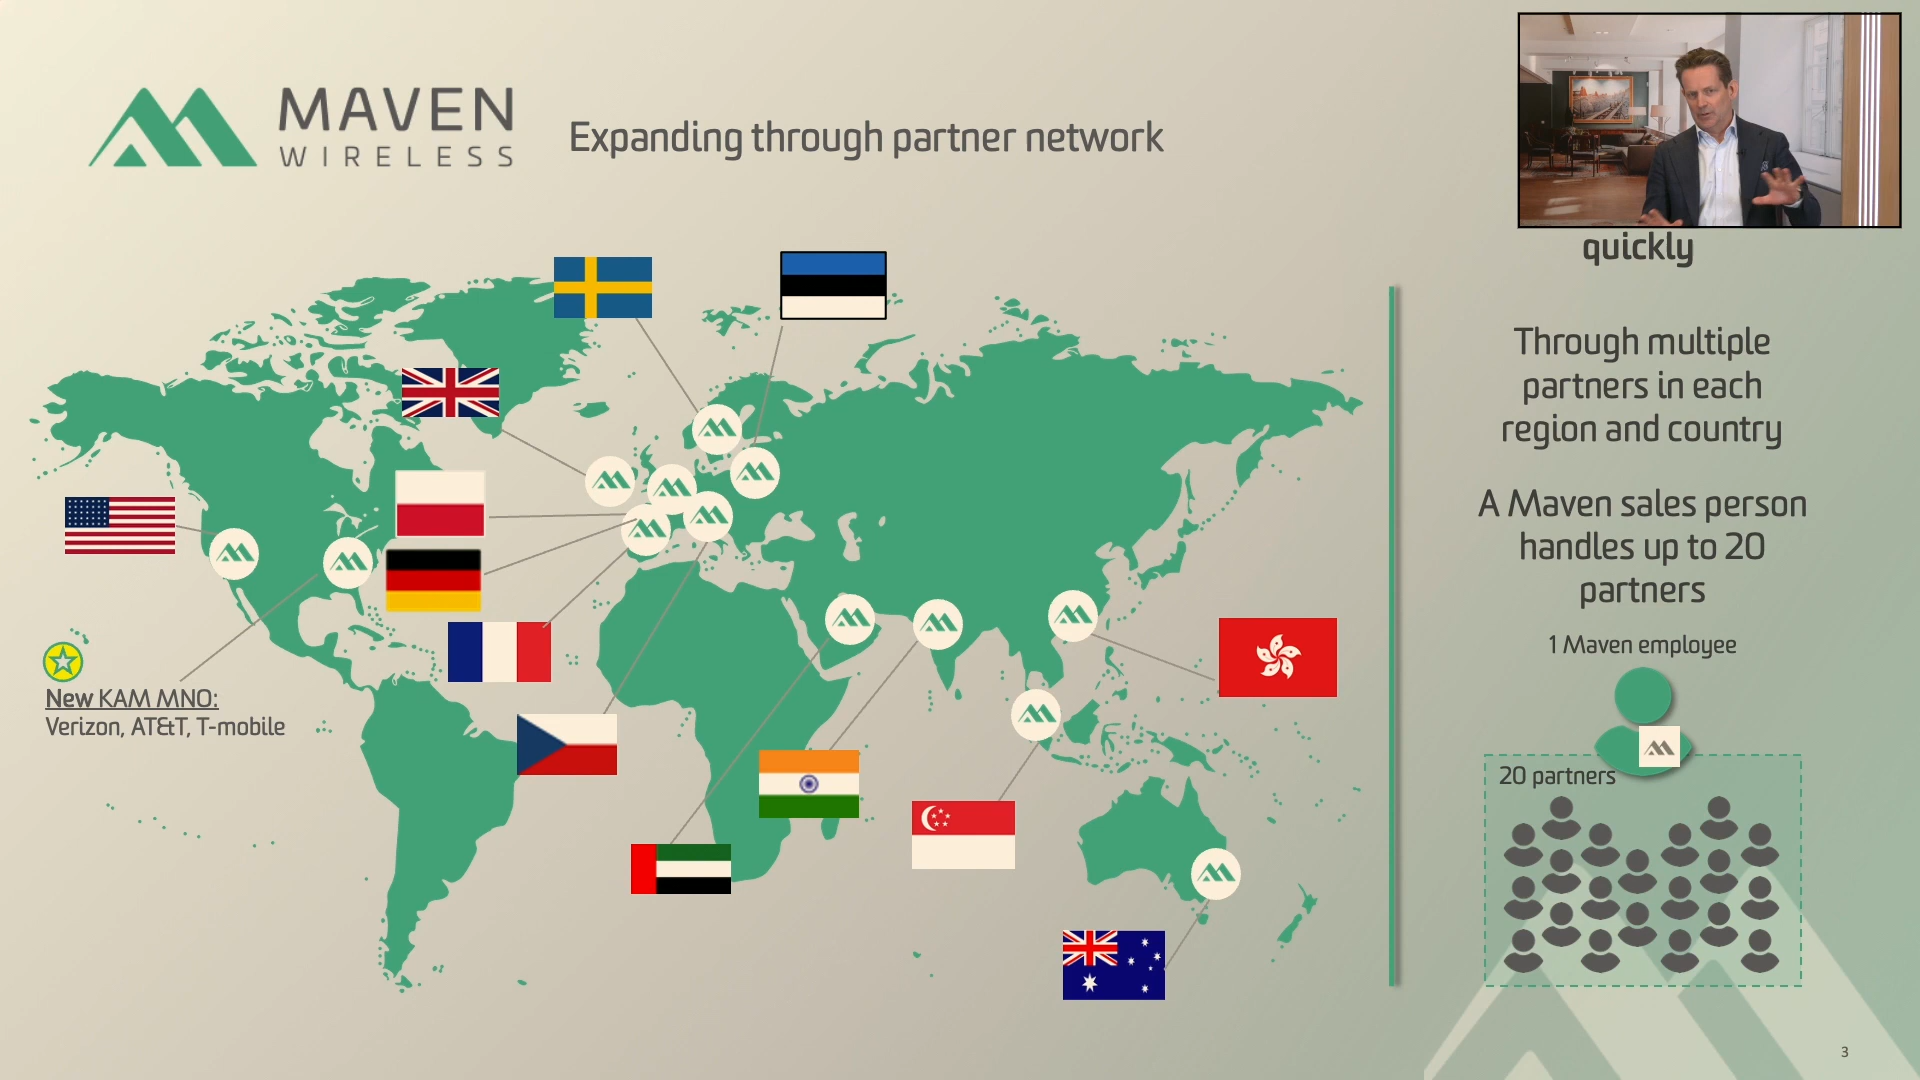 MAVEN
WIRELESS
Expanding through partner network
quickly
Through multiple
partners in each
region and country
A Maven sales person
handles up to 20
partners
1 Maven employee
20 partners
New KAM MNO:
Verizon, AT&T, T-mobile
3